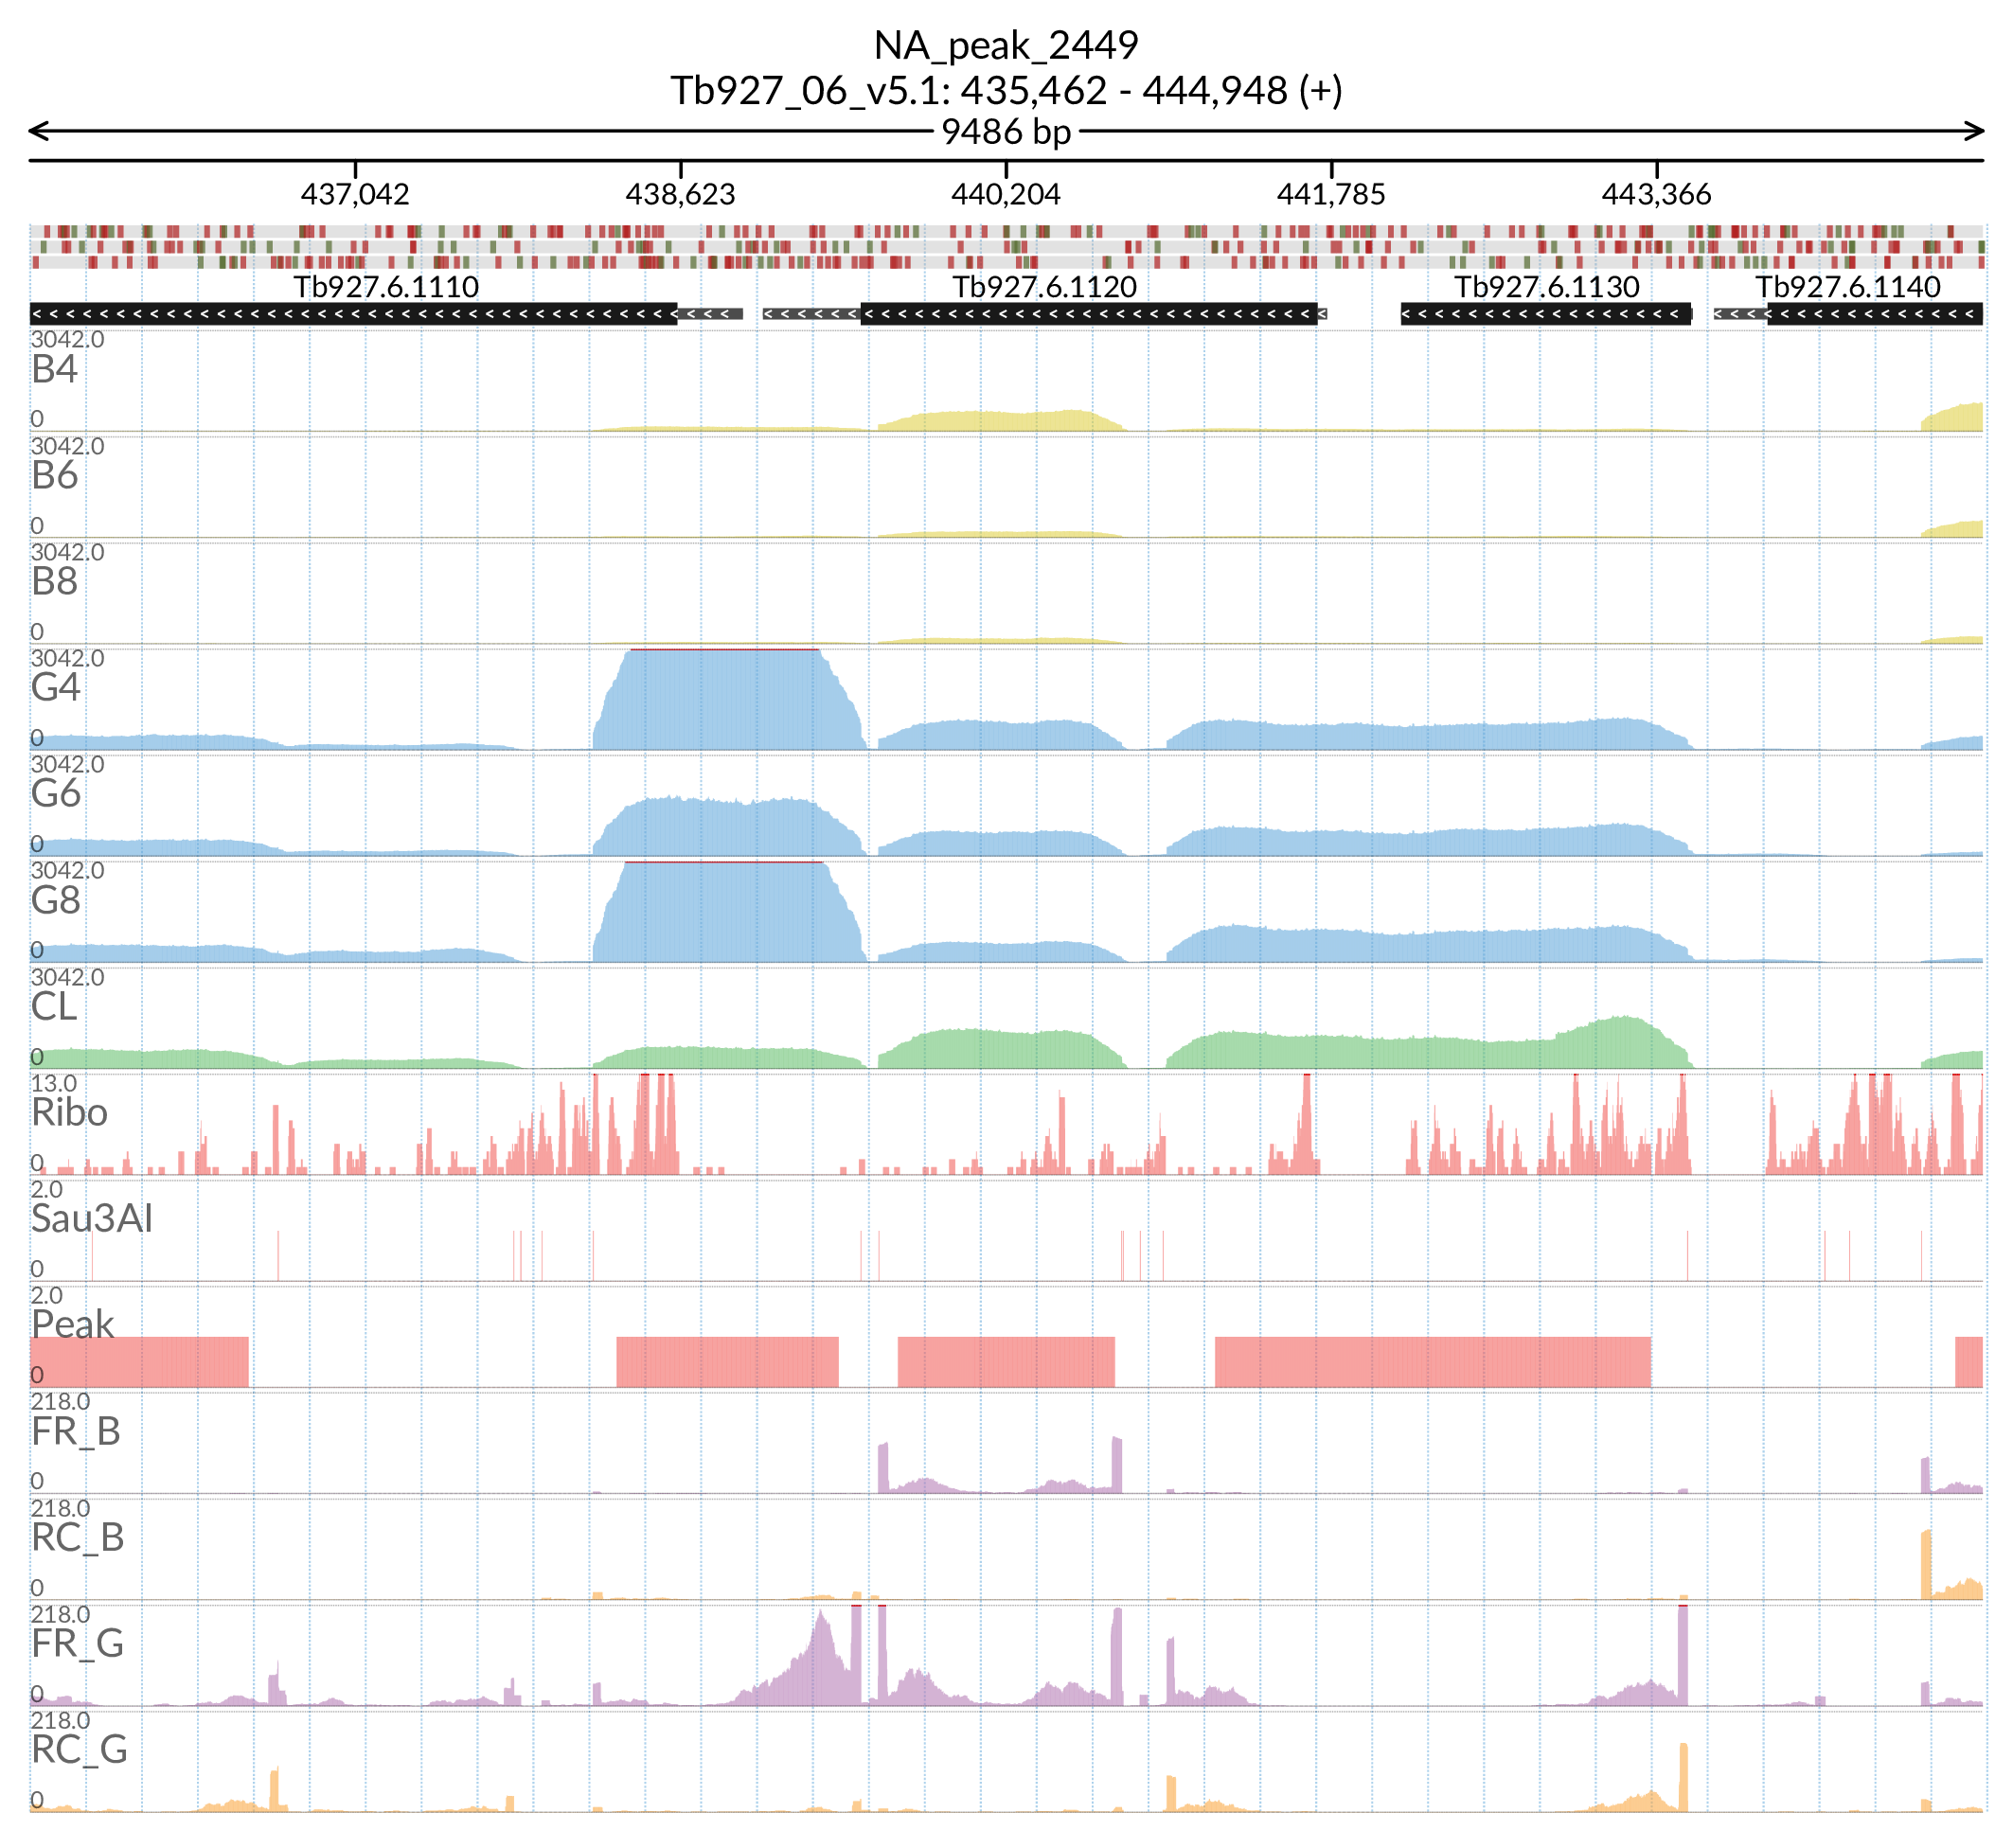 NA_peak_2449
Tb927_06_v5.1: 435,462 - 444,948 (+)
9486 bp
437,042 438,623 440,204 441,785 443,366
Tb927.6.1110 Tb927.6.1120 Tb927.6.1130 Tb927.6.1140
3042.0
B4
0
3042.0
B6
0
3042.0
B8
0
3042.0
G4
0
3042.0
G6
0
3042.0
G8
0
3042.0
CL
0
13.0
Ribo
0
2.0
Sau3AI
0
2.0
Peak
0
218.0
FR_B
0
218.0
RC_B
0
218.0
FR_G
0
218.0
RC_G
0